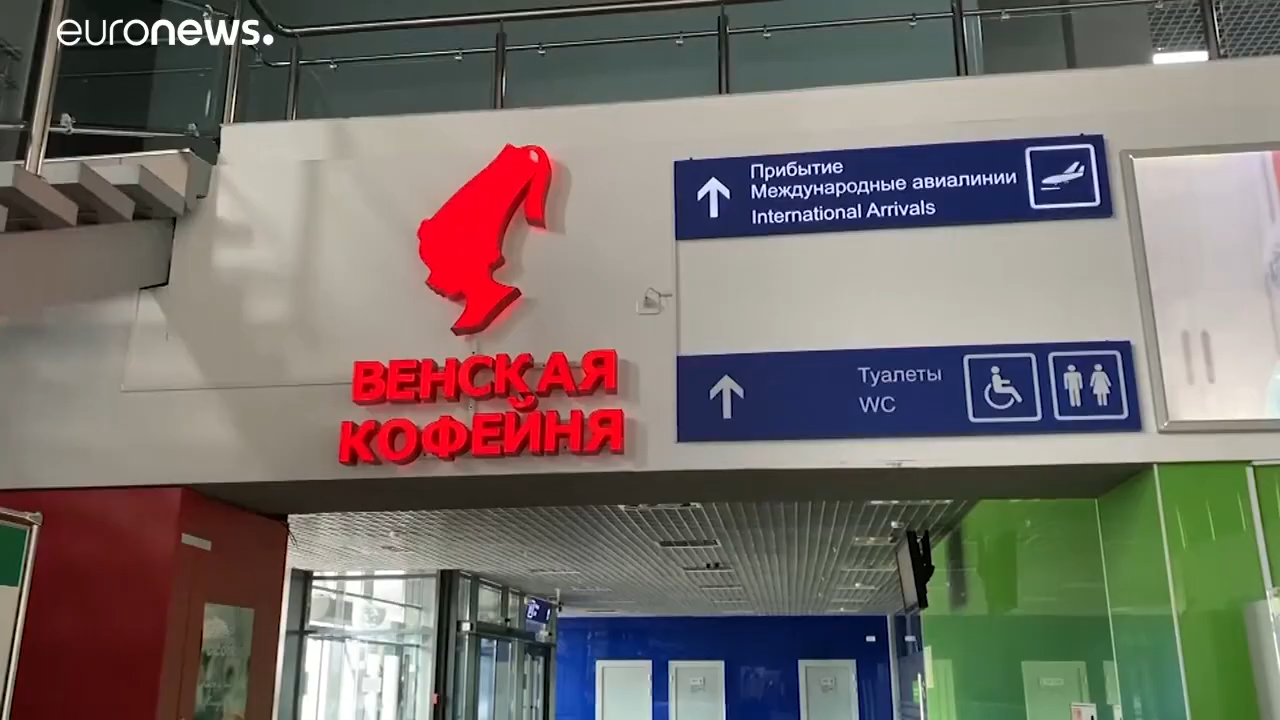 euronews.
Прибытие
Международные авиалинии
International Arrivals
ВЕНСКАЯ
КОФЕЙНЯ
Туалеты
WC